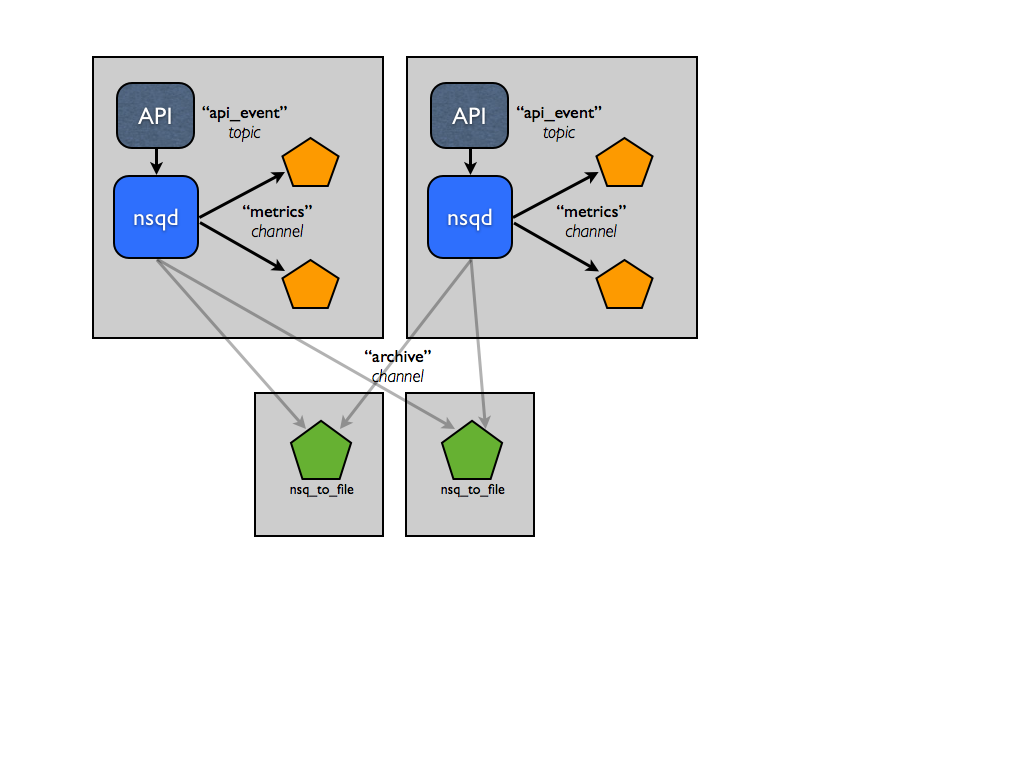 API
“api_event”
topic
nsqd
“metrics”
channel
API
“api_event”
topic
nsqd
“metrics”
channel
“archive”
channel
nsq_to_file
nsq_to_file